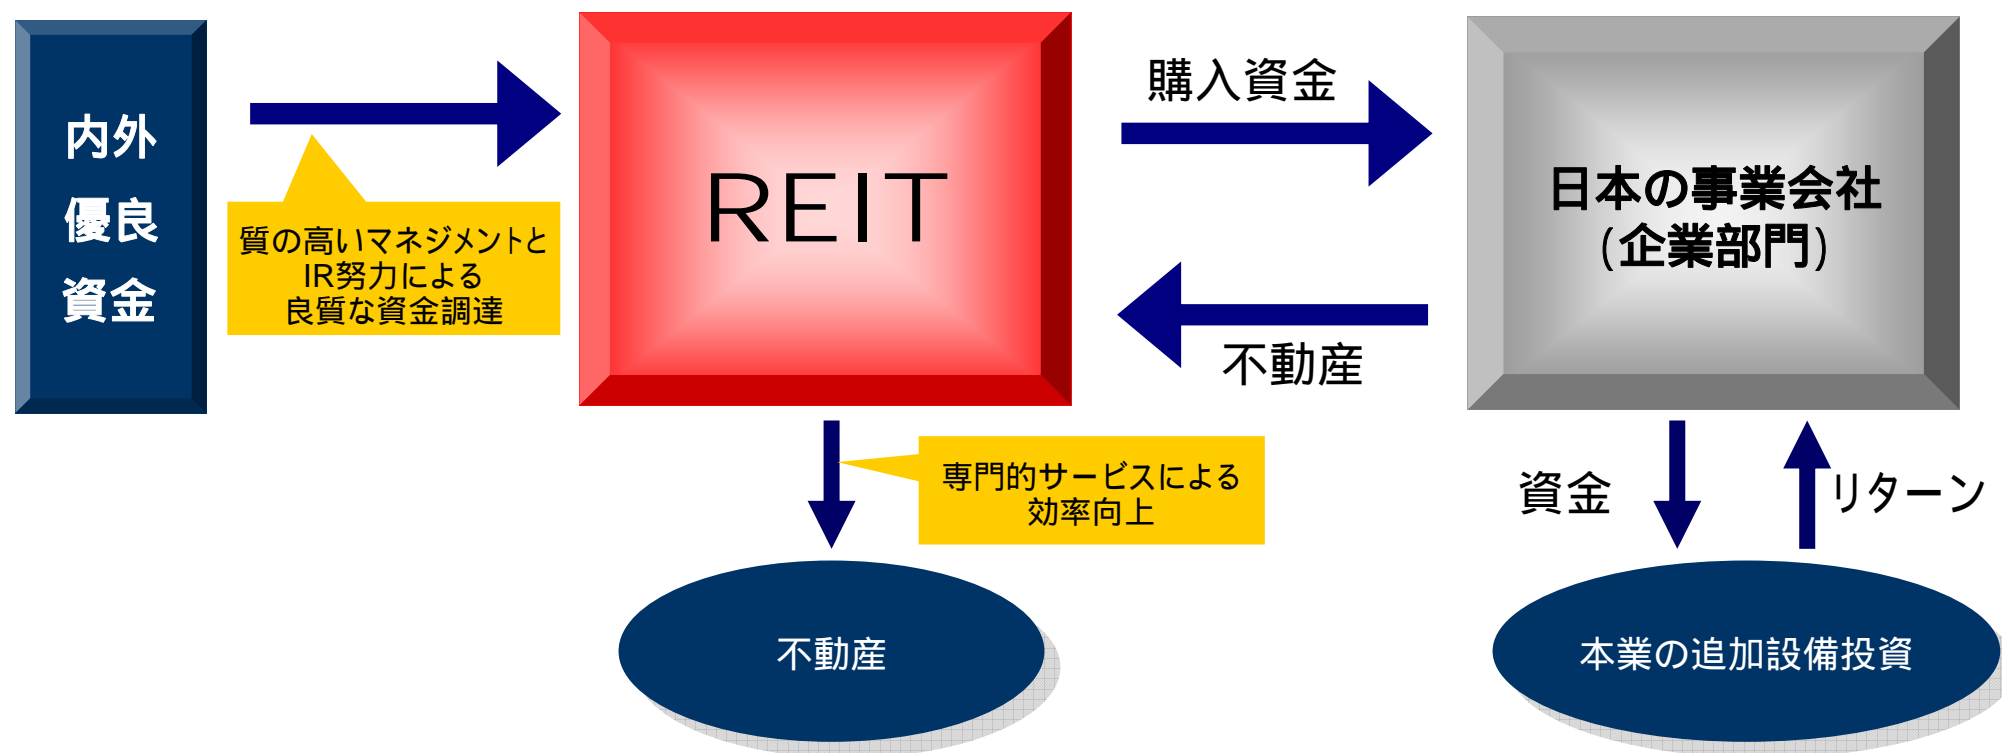 内外
優良
資金
質の高いマネジメントと
IR努力による
良質な資金調達
REIT
購入資金
不動産
日本の事業会社
(企業部門)
専門的サービスによる
効率向上
資金
リターン
不動産
本業の追加設備投資